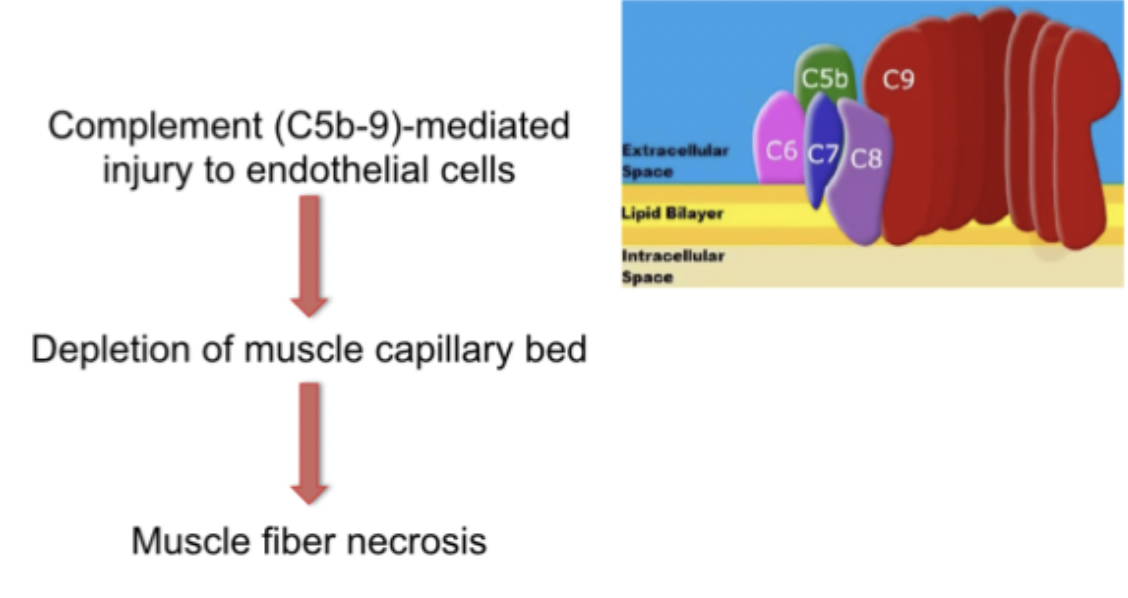 Complement (C5b-9)-mediated
injury to endothelial cells
Depletion of muscle capillary bed
Muscle fiber necrosis
C5b
C9
C6
C7
C8
Extracellular
Space
Lipid Bilayer
Intracellular
Space